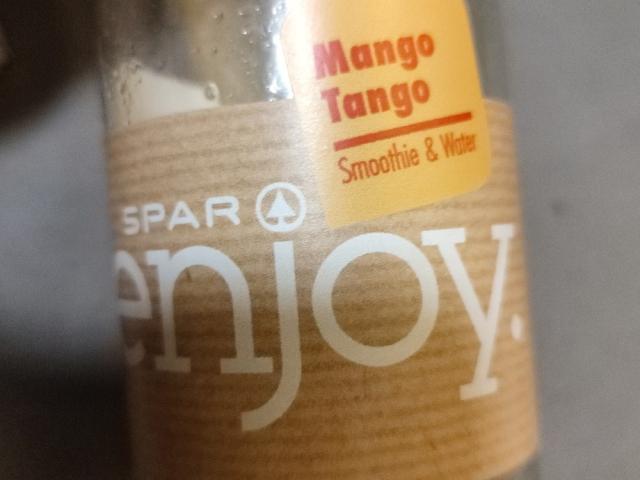 Mango
Tango
Smoothie & Water
SPAR
enjoy.